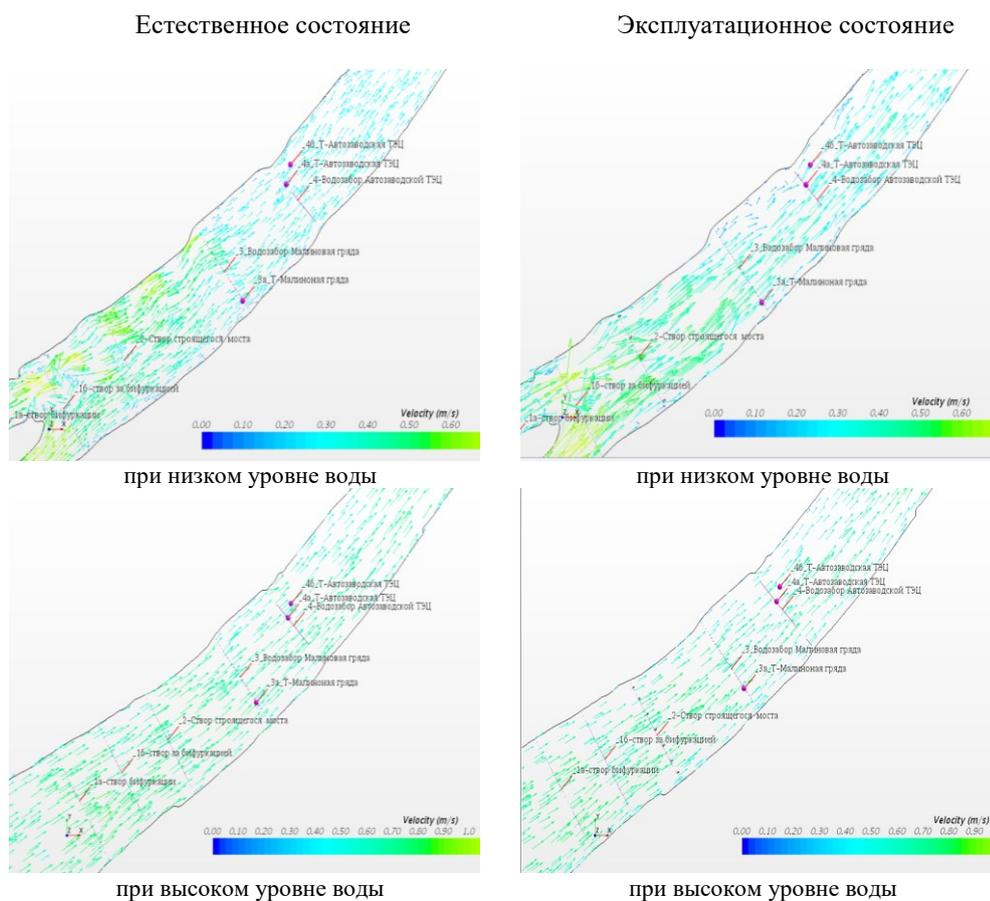 Естественное состояние
Эксплуатационное состояние
4б_Т-Автозаводская ТЭЦ
4а_Т-Автозаводская ТЭЦ
4-Водозабор Автозаводской ТЭЦ
3_Водозабор Малиновая гряда
3а_Т-Малиноная гряда
2-Створ строящегося моста
1б-створ за бифуркацией
1а-створ бифуркации
Velocity (m/s)
0.00 0.10 0.20 0.30 0.40 0.50 0.60
4б_Т-Автозаводская ТЭЦ
4а_Т-Автозаводская ТЭЦ
4-Водозабор Автозаводской ТЭЦ
3_Водозабор Малиновая гряда
3а_Т-Малиноная гряда
2-Створ строящегося моста
1б-створ за бифуркацией
1а-створ бифуркации
Velocity (m/s)
0.00 0.10 0.20 0.30 0.40 0.50 0.60
при низком уровне воды
при низком уровне воды
4б_Т-Автозаводская ТЭЦ
4а_Т-Автозаводская ТЭЦ
4-Водозабор Автозаводской ТЭЦ
3_Водозабор Малиновая гряда
3а_Т-Малиноная гряда
2-Створ строящегося моста
1б-створ за бифуркацией
1а-створ бифуркации
Y
Z X
Velocity (m/s)
0.00 0.10 0.20 0.30 0.40 0.50 0.60 0.70 0.80 0.90 1.0
4б_Т-Автозаводская ТЭЦ
4а_Т-Автозаводская ТЭЦ
4-Водозабор Автозаводской ТЭЦ
3_Водозабор Малиновая гряда
3а_Т-Малиноная гряда
2-Створ строящегося моста
1б-створ за бифуркацией
1а-створ бифуркации
Y
Z X
Velocity (m/s)
0.00 0.10 0.20 0.30 0.40 0.50 0.60 0.70 0.80 0.90
при высоком уровне воды
при высоком уровне воды